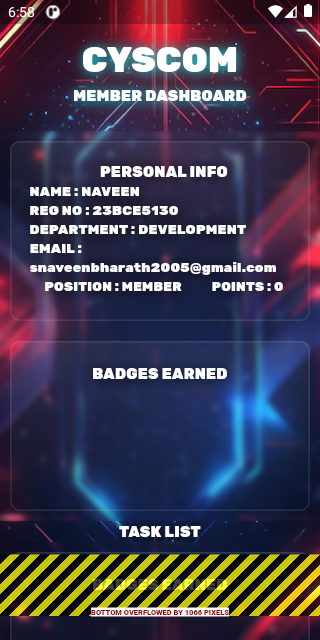 6:58
CYSCOM
MEMBER DASHBOARD
PERSONAL INFO
NAME : NAVEEN
REG NO : 23BCE5130
DEPARTMENT : DEVELOPMENT
EMAIL :
snaveenbharath2005@gmail.com
POSITION : MEMBER POINTS : 0
BADGES EARNED
TASK LIST
BADGES EARNED
BOTTOM OVERFLOWED BY 1066 PIXELS